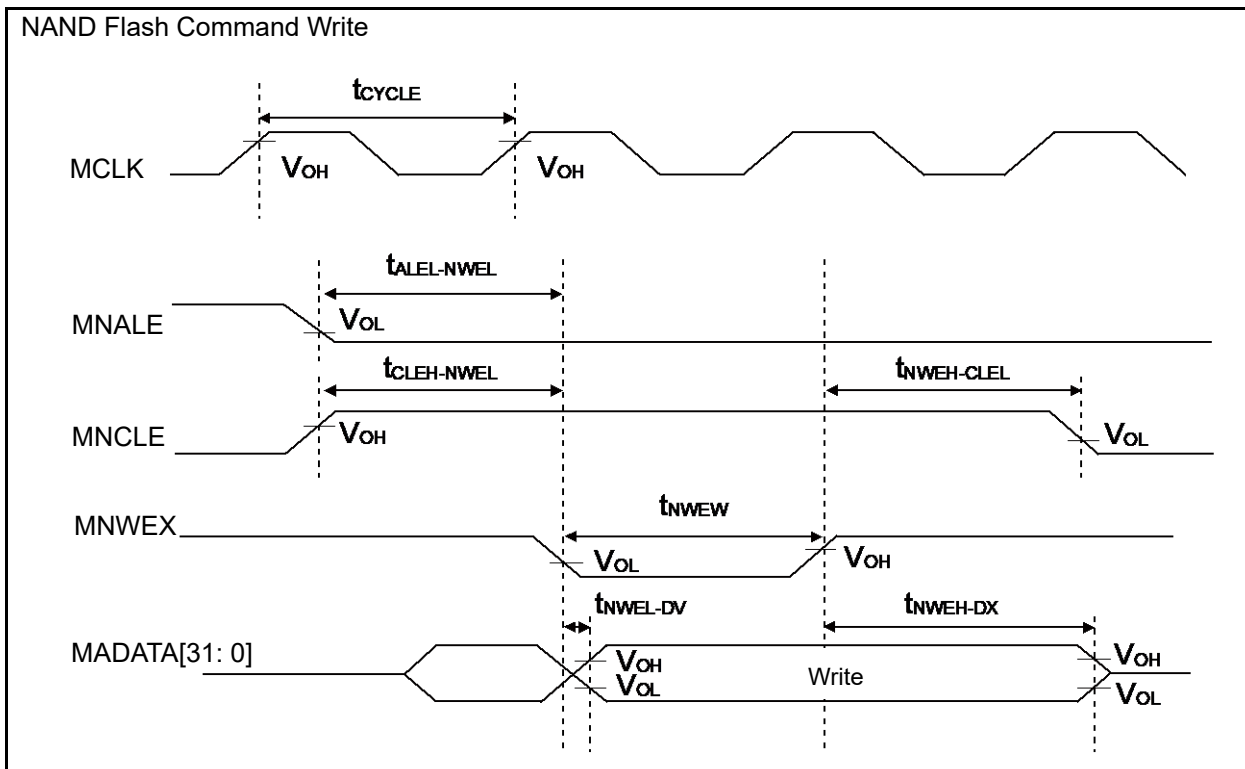 NAND Flash Command Write
tCYCLE
MCLK
VOH
VOH
tALEL-NWEL
MNALE
VOL
tCLEH-NWEL
tNWEH-CLEL
MNCLE
VOH
VOL
tNWEW
MNWEX
VOL
VOH
tNWEL-DV
tNWEH-DX
MADATA[31: 0]
VOH
Write
VOH
VOL
VOL